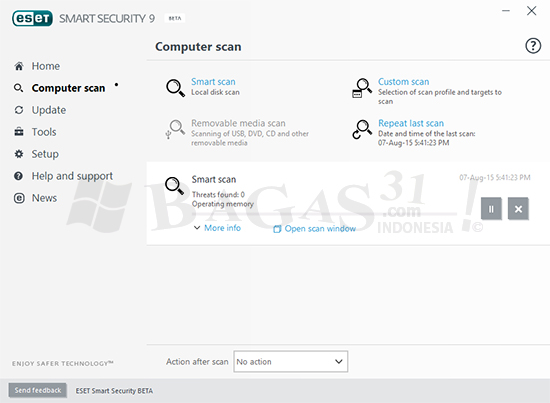 eset SMART SECURITY 9 BETA
Computer scan
?
Home
Computer scan
Update
Tools
Setup
Help and support
News
Smart scan
Local disk scan
Custom scan
Selection of scan profile and targets to
scan
Removable media scan
Scanning of USB, DVD, CD and other
removable media
Repeat last scan
Date and time of the last scan:
07-Aug-15 5:41:23 PM
Smart scan
07-Aug-15 5:41:23 PM
Threats found: 0
Operating memory
More info
Open scan window
BAGAS31!
.com
INDONESIA ©
ENJOY SAFER TECHNOLOGY™
Action after scan
No action
Send feedback
ESET Smart Security BETA